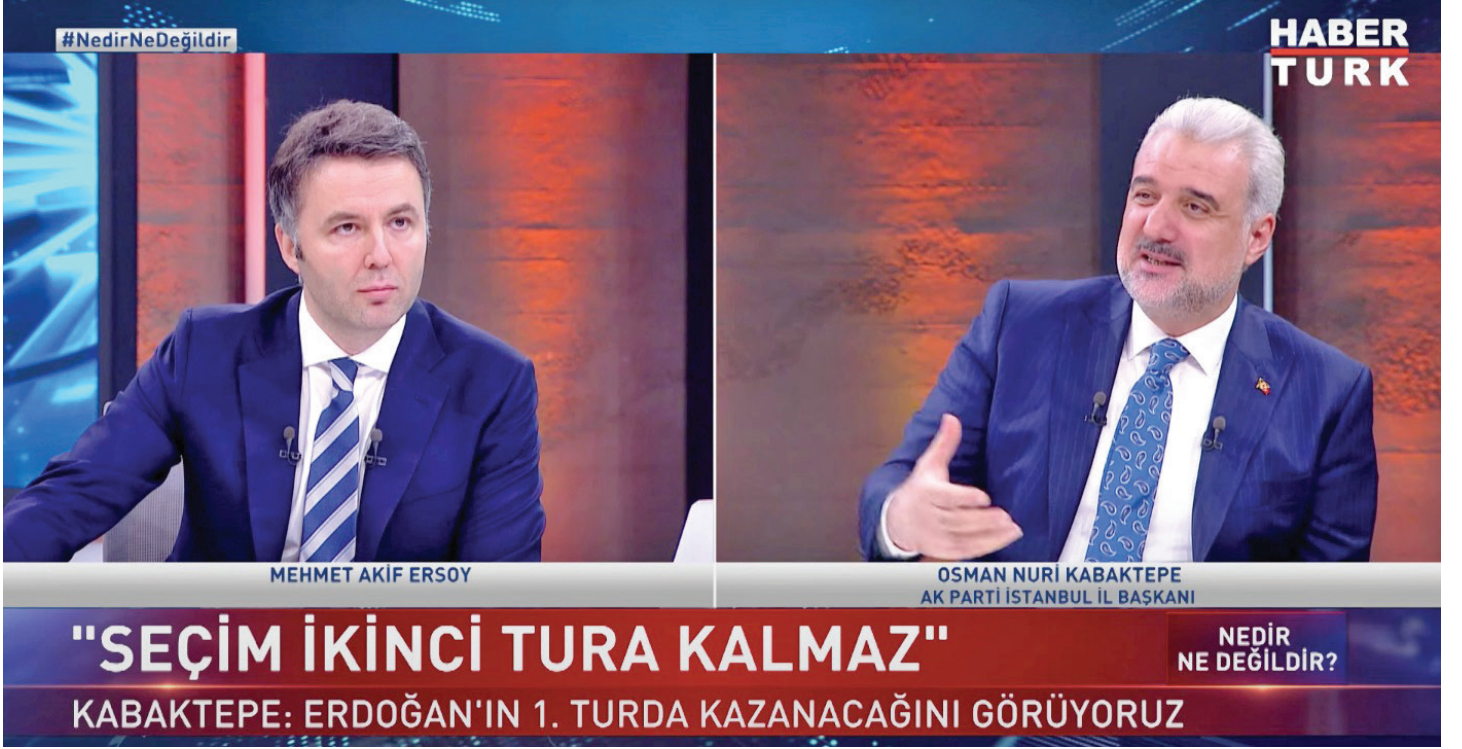 #NedirNeDeğildir
HABER
TURK
MEHMET AKİF ERSOY
OSMAN NURİ KABAKTEPE
AK PARTİ İSTANBUL İL BAŞKANI
"SEÇİM İKİNCİ TURA KALMAZ"
NEDİR
NE DEĞİLDİR?
KABAKTEPE: ERDOĞAN'IN 1. TURDA KAZANACAĞINI GÖRÜYORUZ